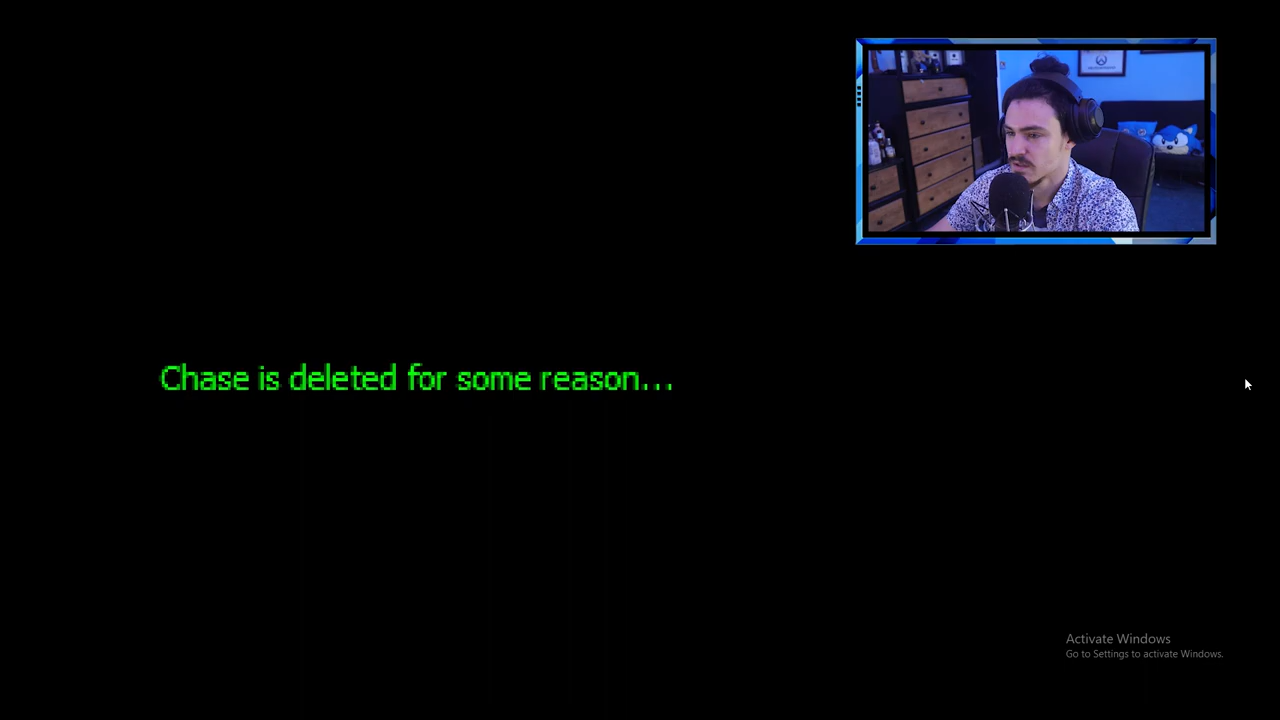 Chase is deleted for some reason...
Activate Windows
Go to Settings to activate Windows.